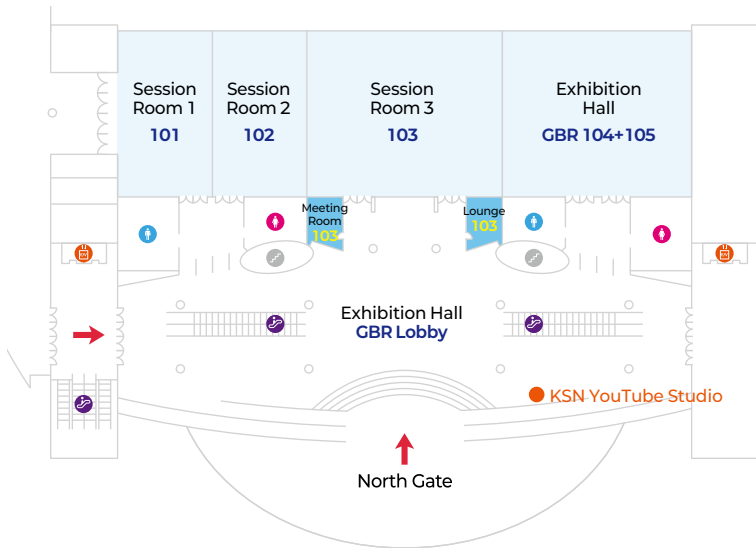 Session
Room 1
101
Session
Room 2
102
Session
Room 3
103
Exhibition
Hall
GBR 104+105
Meeting
Room
103
Lounge
103
Exhibition Hall
GBR Lobby
KSN YouTube Studio
North Gate